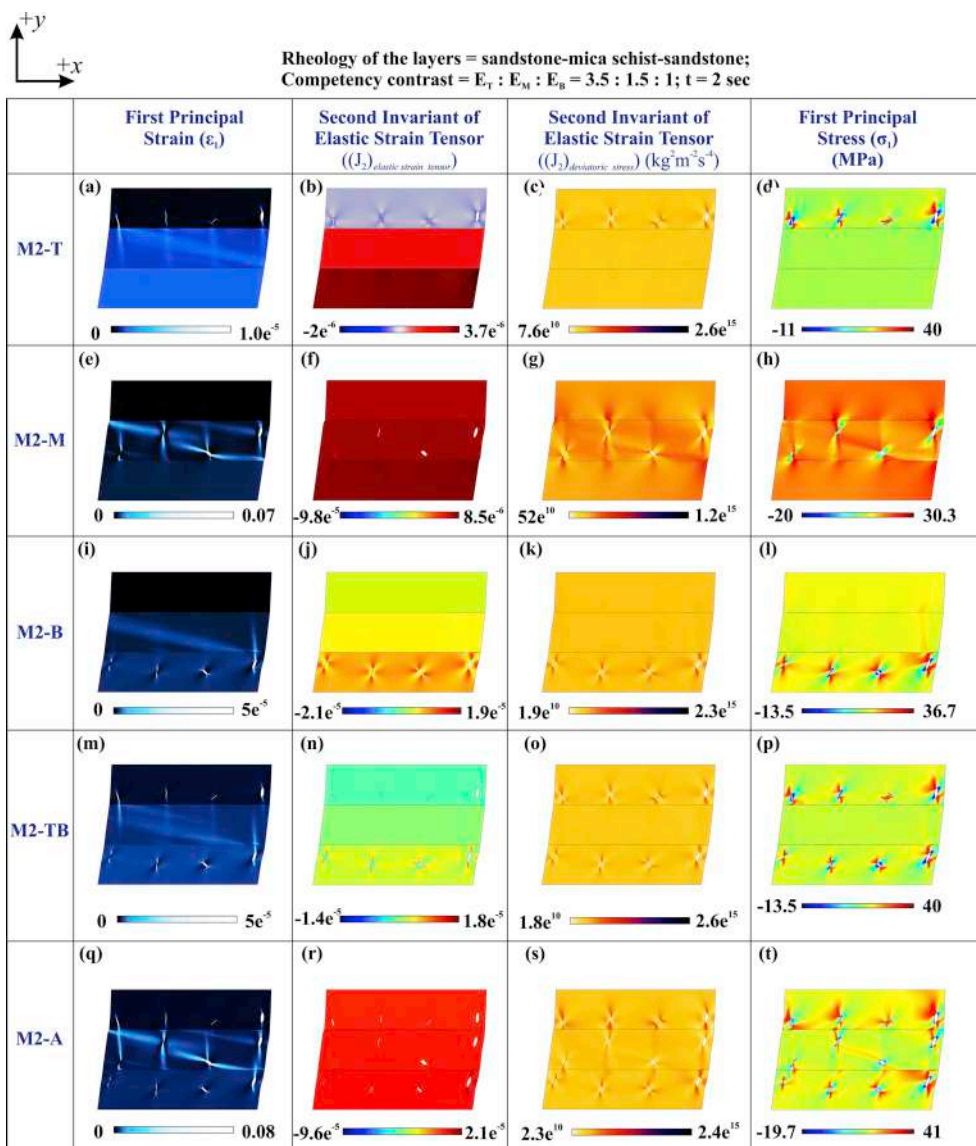 +y
+x
Rheology of the layers = sandstone-mica schist-sandstone;
Competency contrast = E_T : E_M : E_B = 3.5 : 1.5 : 1; t = 2 sec
First Principal
Strain (ε₁)
Second Invariant of
Elastic Strain Tensor
((J₂)elastic strain tensor)
Second Invariant of
Elastic Strain Tensor
((J₂)deviatoric stress) (kg²m⁻²s⁻⁴)
First Principal
Stress (σ₁)
(MPa)
M2-T
(a)
0 1.0e⁻⁵
(b)
-2e⁻⁶ 3.7e⁻⁶
(c)
7.6e¹⁰ 2.6e¹⁵
(d)
-11 40
M2-M
(e)
0 0.07
(f)
-9.8e⁻⁵ 8.5e⁻⁶
(g)
52e¹⁰ 1.2e¹⁵
(h)
-20 30.3
M2-B
(i)
0 5e⁻⁵
(j)
-2.1e⁻⁵ 1.9e⁻⁵
(k)
1.9e¹⁰ 2.3e¹⁵
(l)
-13.5 36.7
M2-TB
(m)
0 5e⁻⁵
(n)
-1.4e⁻⁵ 1.8e⁻⁵
(o)
1.8e¹⁰ 2.6e¹⁵
(p)
-13.5 40
M2-A
(q)
0 0.08
(r)
-9.6e⁻⁵ 2.1e⁻⁵
(s)
2.3e¹⁰ 2.4e¹⁵
(t)
-19.7 41